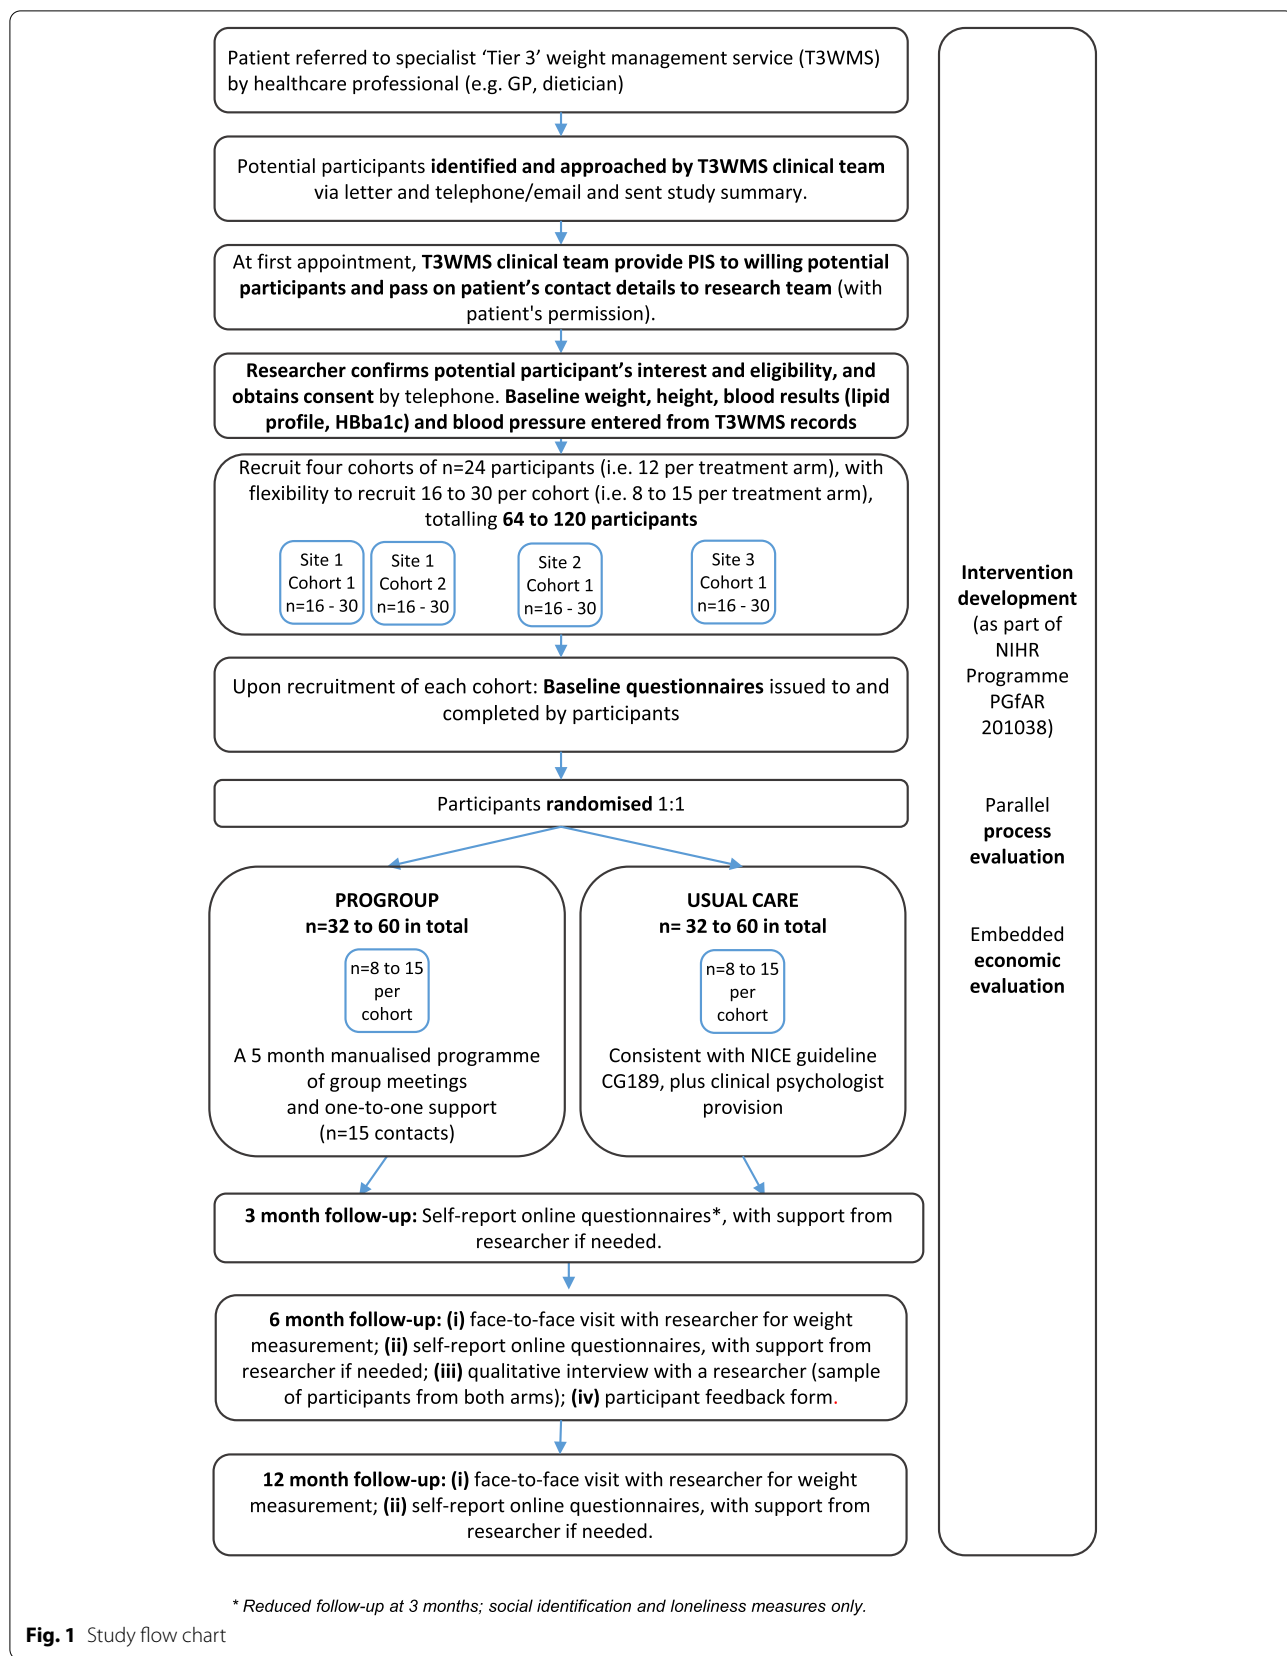 Patient referred to specialist ‘Tier 3’ weight management service (T3WMS)
by healthcare professional (e.g. GP, dietician)
Potential participants identified and approached by T3WMS clinical team
via letter and telephone/email and sent study summary.
At first appointment, T3WMS clinical team provide PIS to willing potential
participants and pass on patient’s contact details to research team (with
patient's permission).
Researcher confirms potential participant’s interest and eligibility, and
obtains consent by telephone. Baseline weight, height, blood results (lipid
profile, HBba1c) and blood pressure entered from T3WMS records
Recruit four cohorts of n=24 participants (i.e. 12 per treatment arm), with
flexibility to recruit 16 to 30 per cohort (i.e. 8 to 15 per treatment arm),
totalling 64 to 120 participants
Site 1
Cohort 1
n=16 - 30
Site 1
Cohort 2
n=16 - 30
Site 2
Cohort 1
n=16 - 30
Site 3
Cohort 1
n=16 - 30
Upon recruitment of each cohort: Baseline questionnaires issued to and
completed by participants
Participants randomised 1:1
PROGROUP
n=32 to 60 in total
n=8 to 15
per
cohort
A 5 month manualised programme
of group meetings
and one-to-one support
(n=15 contacts)
USUAL CARE
n= 32 to 60 in total
n=8 to 15
per
cohort
Consistent with NICE guideline
CG189, plus clinical psychologist
provision
3 month follow-up: Self-report online questionnaires*, with support from
researcher if needed.
6 month follow-up: (i) face-to-face visit with researcher for weight
measurement; (ii) self-report online questionnaires, with support from
researcher if needed; (iii) qualitative interview with a researcher (sample
of participants from both arms); (iv) participant feedback form.
12 month follow-up: (i) face-to-face visit with researcher for weight
measurement; (ii) self-report online questionnaires, with support from
researcher if needed.
Intervention
development
(as part of
NIHR
Programme
PGfAR
201038)
Parallel
process
evaluation
Embedded
economic
evaluation
* Reduced follow-up at 3 months; social identification and loneliness measures only.
Fig. 1 Study flow chart